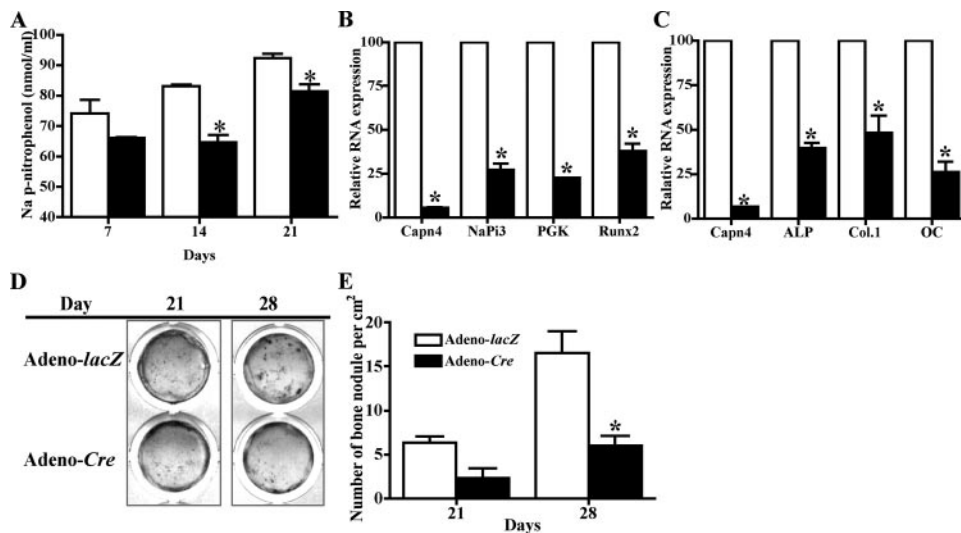 A
Na p-nitrophenol (nmol/ml)
100
90
80
70
60
50
40
*
*
7
14
21
Days
B
Relative RNA expression
100
75
50
25
0
*
*
*
*
Capn4
NaPi3
PGK
Runx2
C
Ralative RNA expression
100
75
50
25
0
*
*
*
*
Capn4
ALP
Col.1
OC
D
Day 21 28
Adeno-lacZ
Adeno-Cre
E
Number of bone nodule per cm²
20
15
10
5
0
Adeno-lacZ
Adeno-Cre
*
21
28
Days